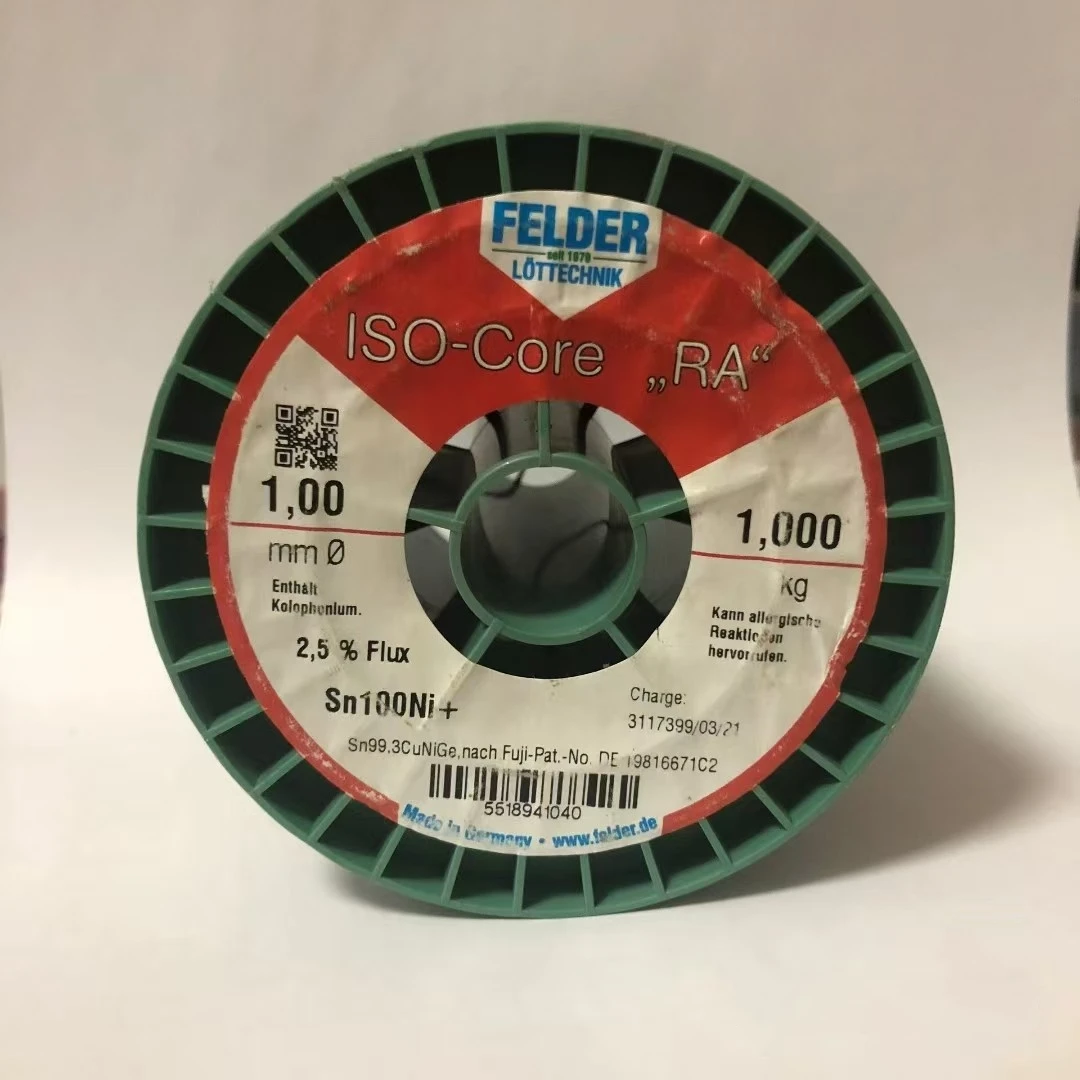 FELDER
seit 1979
LÖTTECHNIK
ISO-Core „RA“
1,00
mm Ø
Enthält
Kolophonium.
2,5 % Flux
Sn100Ni+
1,000
kg
Kann allergische
Reaktionen
hervorrufen.
Charge:
3117399/03/21
Sn99,3CuNiGe,nach Fuji-Pat.-No. DE 19816671C2
5518941040
Made in Germany • www.felder.de